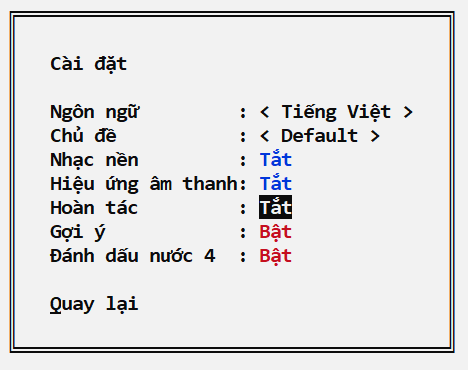 Cài đặt
Ngôn ngữ : < Tiếng Việt >
Chủ đề : < Default >
Nhạc nền : Tắt
Hiệu ứng âm thanh: Tắt
Hoàn tác : Tắt
Gợi ý : Bật
Đánh dấu nước 4 : Bật
Quay lại